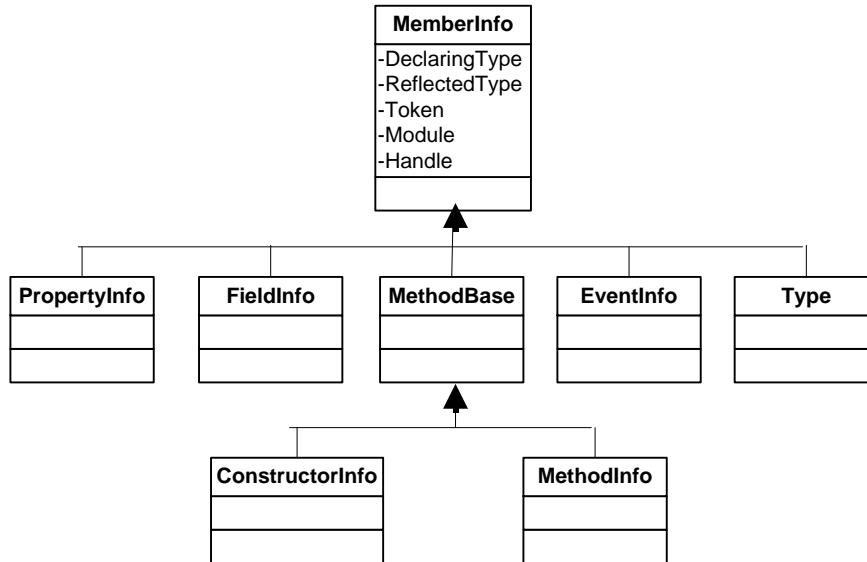 MemberInfo
-DeclaringType
-ReflectedType
-Token
-Module
-Handle
PropertyInfo
FieldInfo
MethodBase
EventInfo
Type
ConstructorInfo
MethodInfo